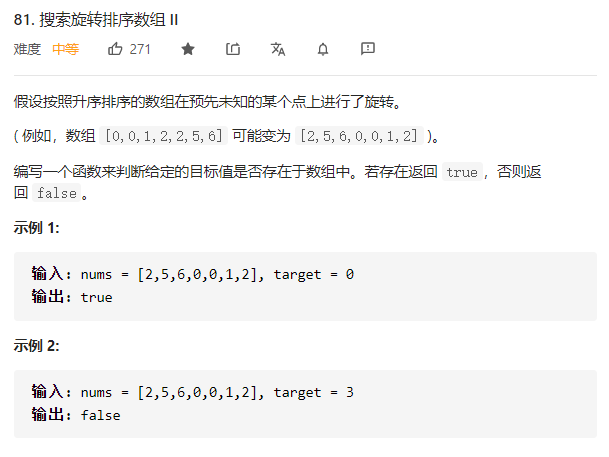 81. 搜索旋转排序数组 II
难度 中等 271
假设按照升序排序的数组在预先未知的某个点上进行了旋转。
( 例如，数组 [0,0,1,2,2,5,6] 可能变为 [2,5,6,0,0,1,2] )。
编写一个函数来判断给定的目标值是否存在于数组中。若存在返回 true，否则返
回 false。
示例 1:
输入: nums = [2,5,6,0,0,1,2], target = 0
输出: true
示例 2:
输入: nums = [2,5,6,0,0,1,2], target = 3
输出: false